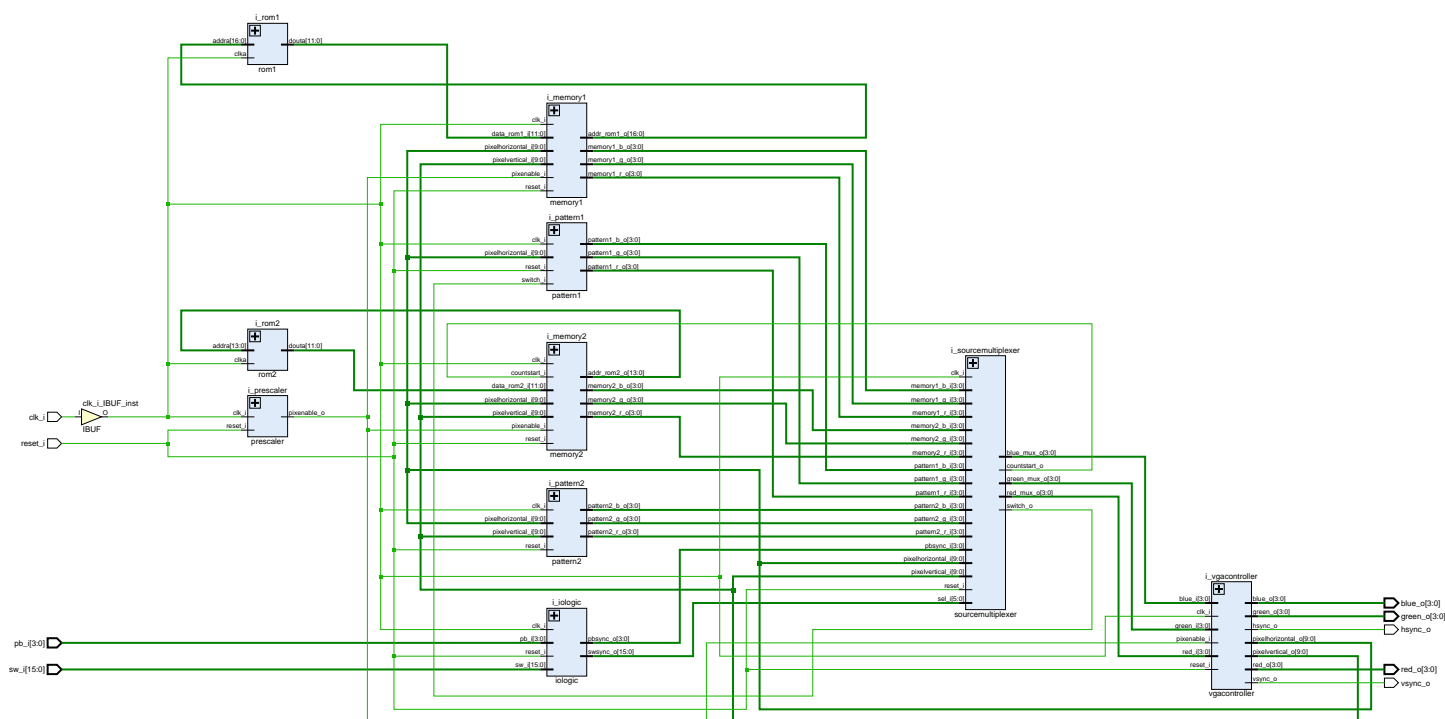 i_rom1
addra[16:0]
douta[11:0]
clka
rom1
i_memory1
clk_i
data_rom1_i[11:0]
addr_rom1_o[16:0]
pixelhorizontal_i[9:0]
memory1_b_o[3:0]
pixelvertical_i[9:0]
memory1_g_o[3:0]
pixenable_i
memory1_r_o[3:0]
reset_i
memory1
i_pattern1
clk_i
pattern1_b_o[3:0]
pixelhorizontal_i[9:0]
pattern1_g_o[3:0]
reset_i
pattern1_r_o[3:0]
switch_i
pattern1
i_rom2
addra[13:0]
douta[11:0]
clka
rom2
i_memory2
clk_i
countstart_i
addr_rom2_o[13:0]
data_rom2_i[11:0]
memory2_b_o[3:0]
pixelhorizontal_i[9:0]
memory2_g_o[3:0]
pixelvertical_i[9:0]
memory2_r_o[3:0]
pixenable_i
reset_i
memory2
i_prescaler
clk_i
pixenable_o
reset_i
prescaler
clk_i_IBUF_inst
clk_i
I
O
IBUF
reset_i
i_pattern2
clk_i
pattern2_b_o[3:0]
pixelhorizontal_i[9:0]
pattern2_g_o[3:0]
pixelvertical_i[9:0]
pattern2_r_o[3:0]
reset_i
pattern2
i_iologic
clk_i
pb_i[3:0]
pb_i[3:0]
pbsync_o[3:0]
reset_i
swsync_o[15:0]
sw_i[15:0]
sw_i[15:0]
iologic
i_sourcemultiplexer
clk_i
memory1_b_i[3:0]
memory1_g_i[3:0]
memory1_r_i[3:0]
memory2_b_i[3:0]
memory2_g_i[3:0]
memory2_r_i[3:0]
blue_mux_o[3:0]
pattern1_b_i[3:0]
countstart_o
pattern1_g_i[3:0]
green_mux_o[3:0]
pattern1_r_i[3:0]
red_mux_o[3:0]
pattern2_b_i[3:0]
switch_o
pattern2_g_i[3:0]
pattern2_r_i[3:0]
pbsync_i[3:0]
pixelhorizontal_i[9:0]
pixelvertical_i[9:0]
reset_i
sel_i[5:0]
sourcemultiplexer
i_vgacontroller
blue_i[3:0]
blue_o[3:0]
blue_o[3:0]
clk_i
green_o[3:0]
green_o[3:0]
green_i[3:0]
hsync_o
hsync_o
pixenable_i
pixelhorizontal_o[9:0]
red_i[3:0]
pixelvertical_o[9:0]
reset_i
red_o[3:0]
red_o[3:0]
vsync_o
vsync_o
vgacontroller